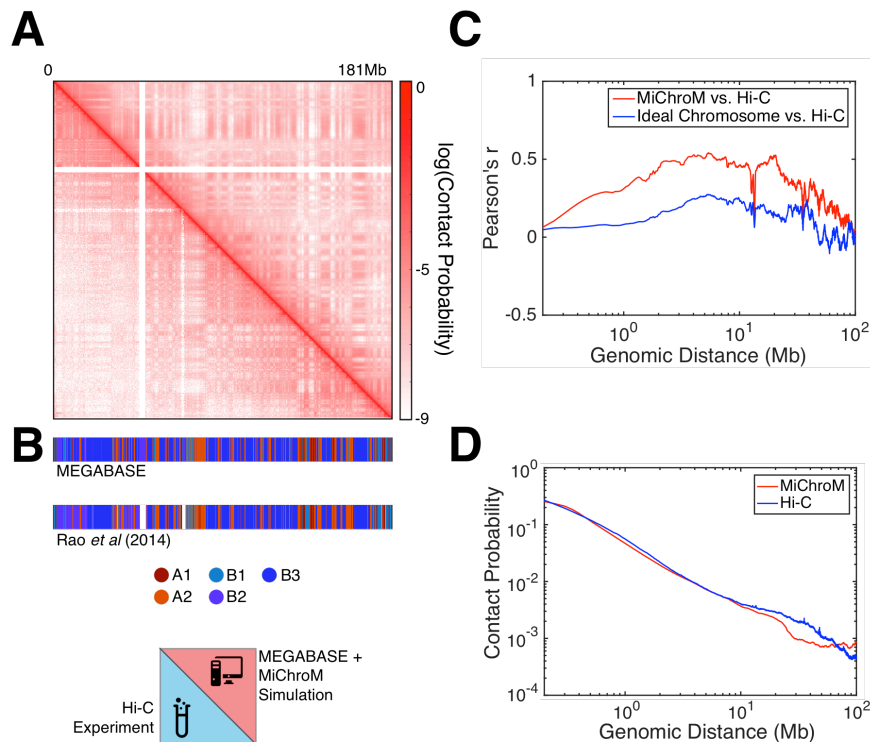 A
0
181Mb
0
-5
-9
log(Contact Probability)
B
MEGABASE
Rao et al (2014)
A1
B1
B3
A2
B2
Hi-C
Experiment
MEGABASE +
MiChroM
Simulation
C
1
0.5
0
-0.5
Pearson's r
MiChroM vs. Hi-C
Ideal Chromosome vs. Hi-C
10^0
10^1
10^2
Genomic Distance (Mb)
D
10^0
10^-1
10^-2
10^-3
10^-4
Contact Probability
MiChroM
Hi-C
10^0
10^1
10^2
Genomic Distance (Mb)